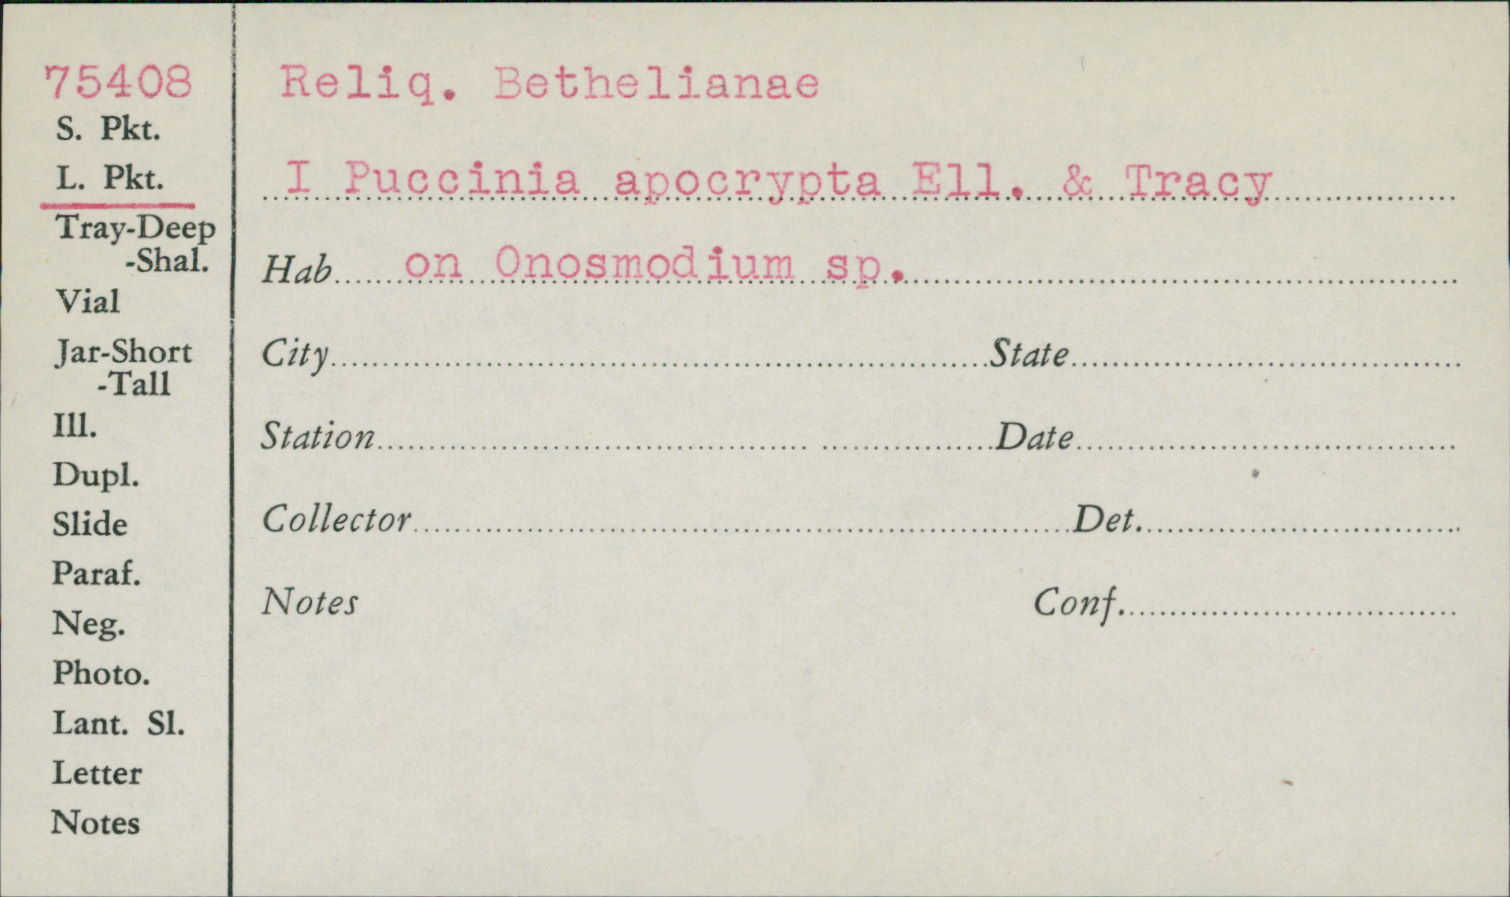 75408
S. Pkt.
L. Pkt.
Tray-Deep
-Shal.
Vial
Jar-Short
-Tall
Ill.
Dupl.
Slide
Paraf.
Neg.
Photo.
Lant. Sl.
Letter
Notes
Reliq. Bethelianae
I Puccinia apocrypta Ell. & Tracy
Hab. on Onosmodium sp.
City State
Station Date
Collector Det.
Notes Conf.